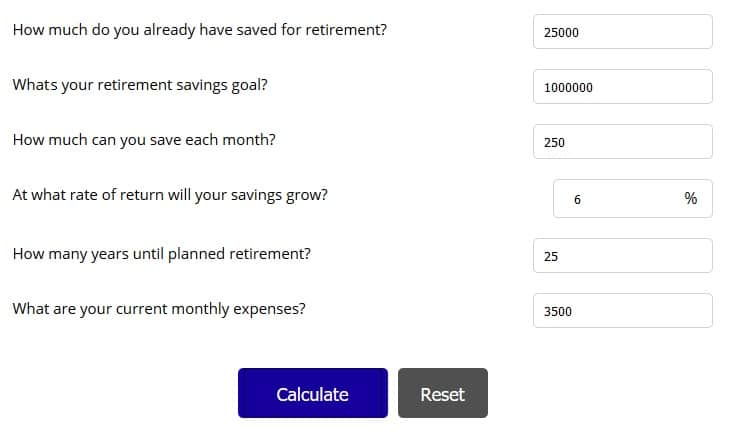 How much do you already have saved for retirement? 25000
Whats your retirement savings goal? 1000000
How much can you save each month? 250
At what rate of return will your savings grow? 6 %
How many years until planned retirement? 25
What are your current monthly expenses? 3500
Calculate Reset